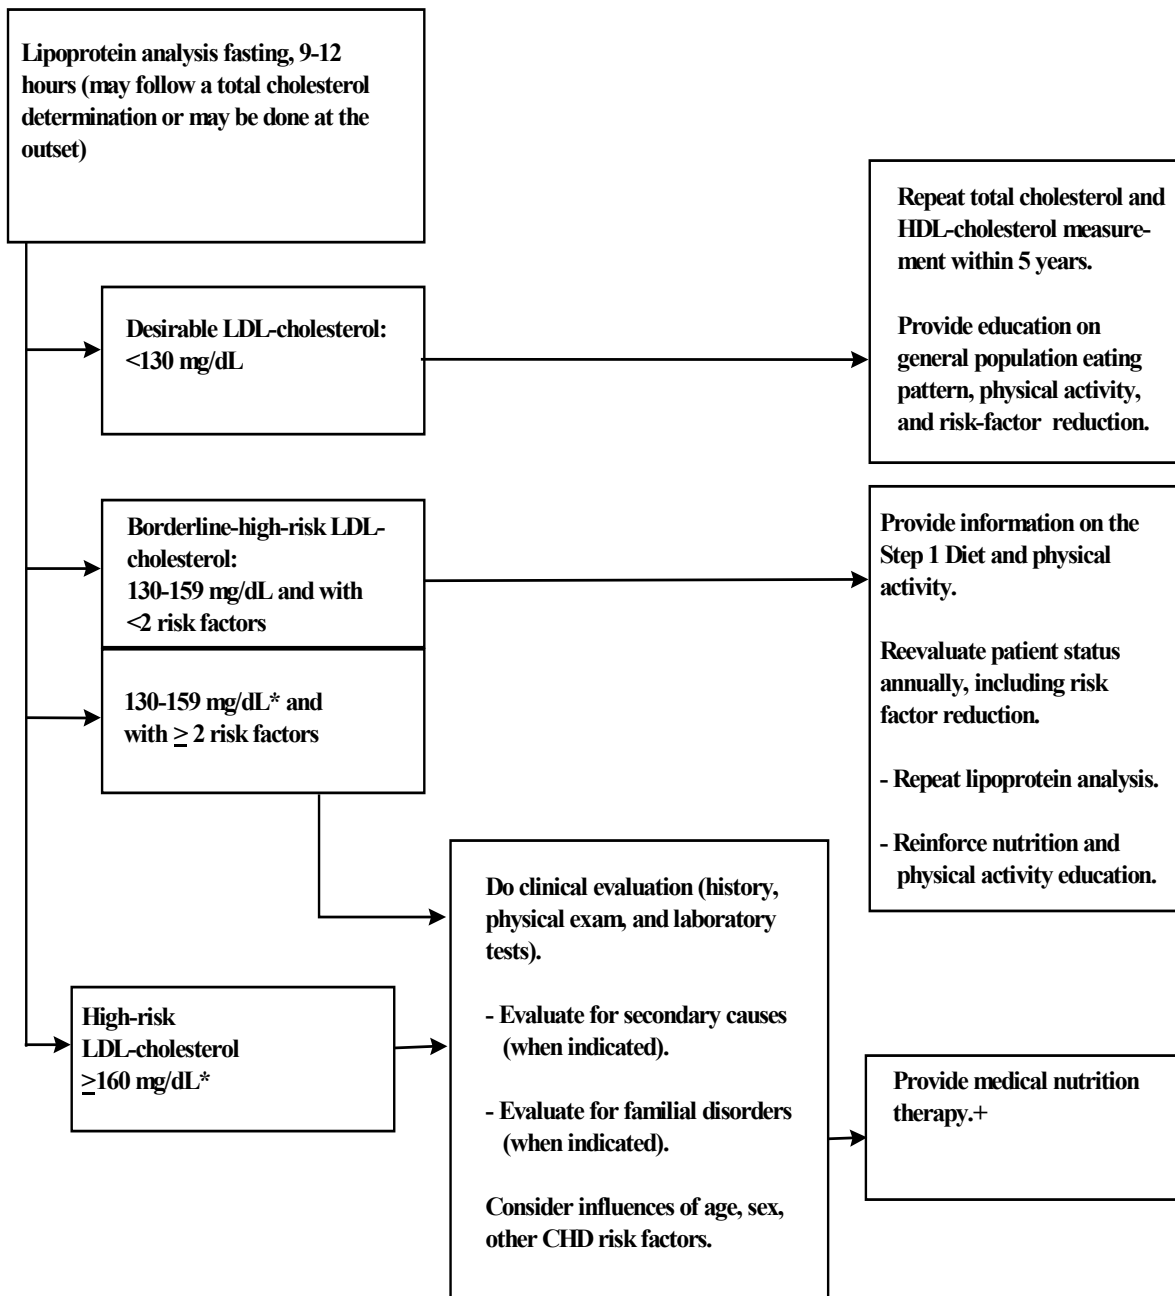 Lipoprotein analysis fasting, 9-12
hours (may follow a total cholesterol
determination or may be done at the
outset)
Repeat total cholesterol and
HDL-cholesterol measure-
ment within 5 years.
Provide education on
general population eating
pattern, physical activity,
and risk-factor reduction.
Desirable LDL-cholesterol:
<130 mg/dL
Borderline-high-risk LDL-
cholesterol:
130-159 mg/dL and with
<2 risk factors
Provide information on the
Step 1 Diet and physical
activity.
Reevaluate patient status
annually, including risk
factor reduction.
- Repeat lipoprotein analysis.
- Reinforce nutrition and
physical activity education.
130-159 mg/dL* and
with ≥ 2 risk factors
Do clinical evaluation (history,
physical exam, and laboratory
tests).
- Evaluate for secondary causes
(when indicated).
- Evaluate for familial disorders
(when indicated).
Consider influences of age, sex,
other CHD risk factors.
High-risk
LDL-cholesterol
≥160 mg/dL*
Provide medical nutrition
therapy.+